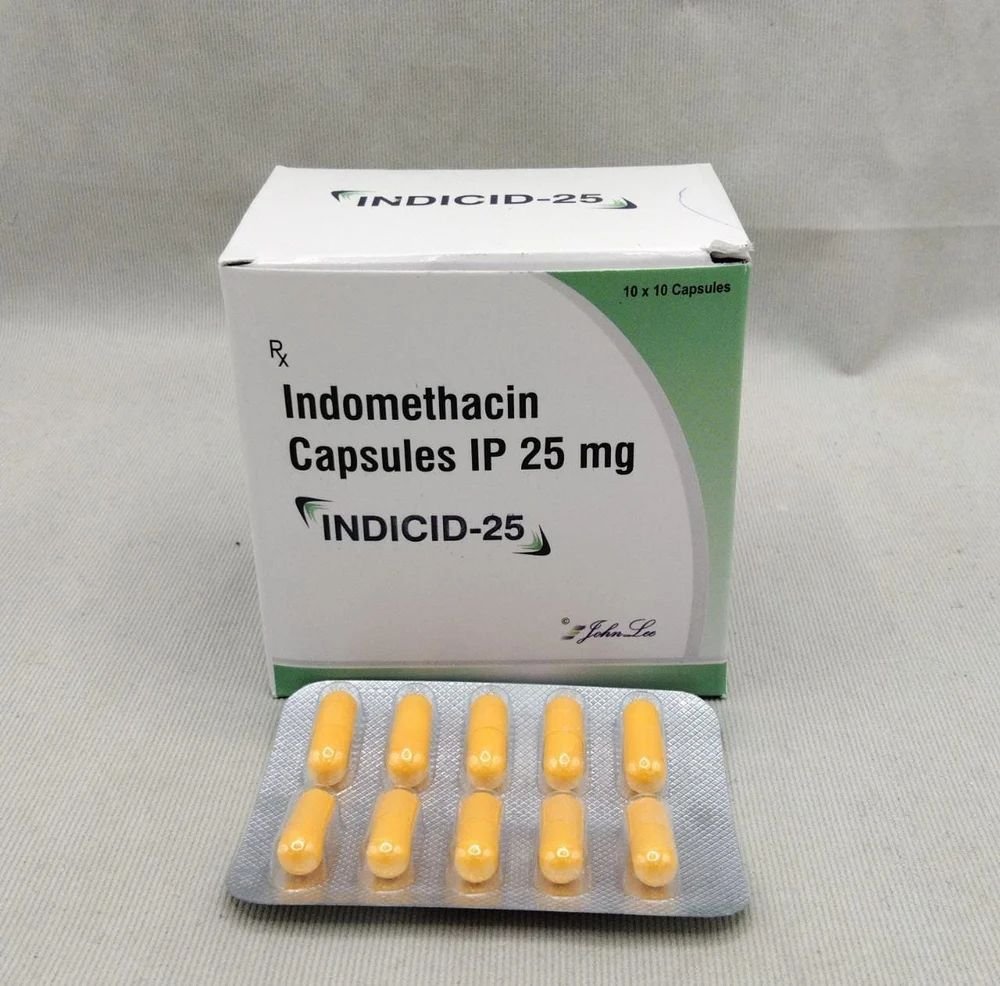 INDICID-25
10 x 10 Capsules
Rx
Indomethacin
Capsules IP 25 mg
INDICID-25
© John Lee